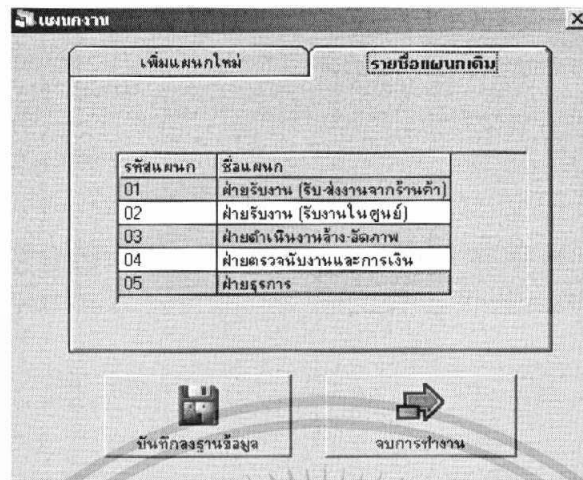 แผนกงาน
เพิ่มแผนกใหม่ รายชื่อแผนกเดิม
รหัสแผนก ชื่อแผนก
01 ฝ่ายรับงาน (รับ-ส่งงานจากร้านค้า)
02 ฝ่ายรับงาน (รับงานในศูนย์)
03 ฝ่ายดำเนินงานล้าง-อัดภาพ
04 ฝ่ายตรวจนับงานและการเงิน
05 ฝ่ายธุรการ
บันทึกลงฐานข้อมูล จบการทำงาน